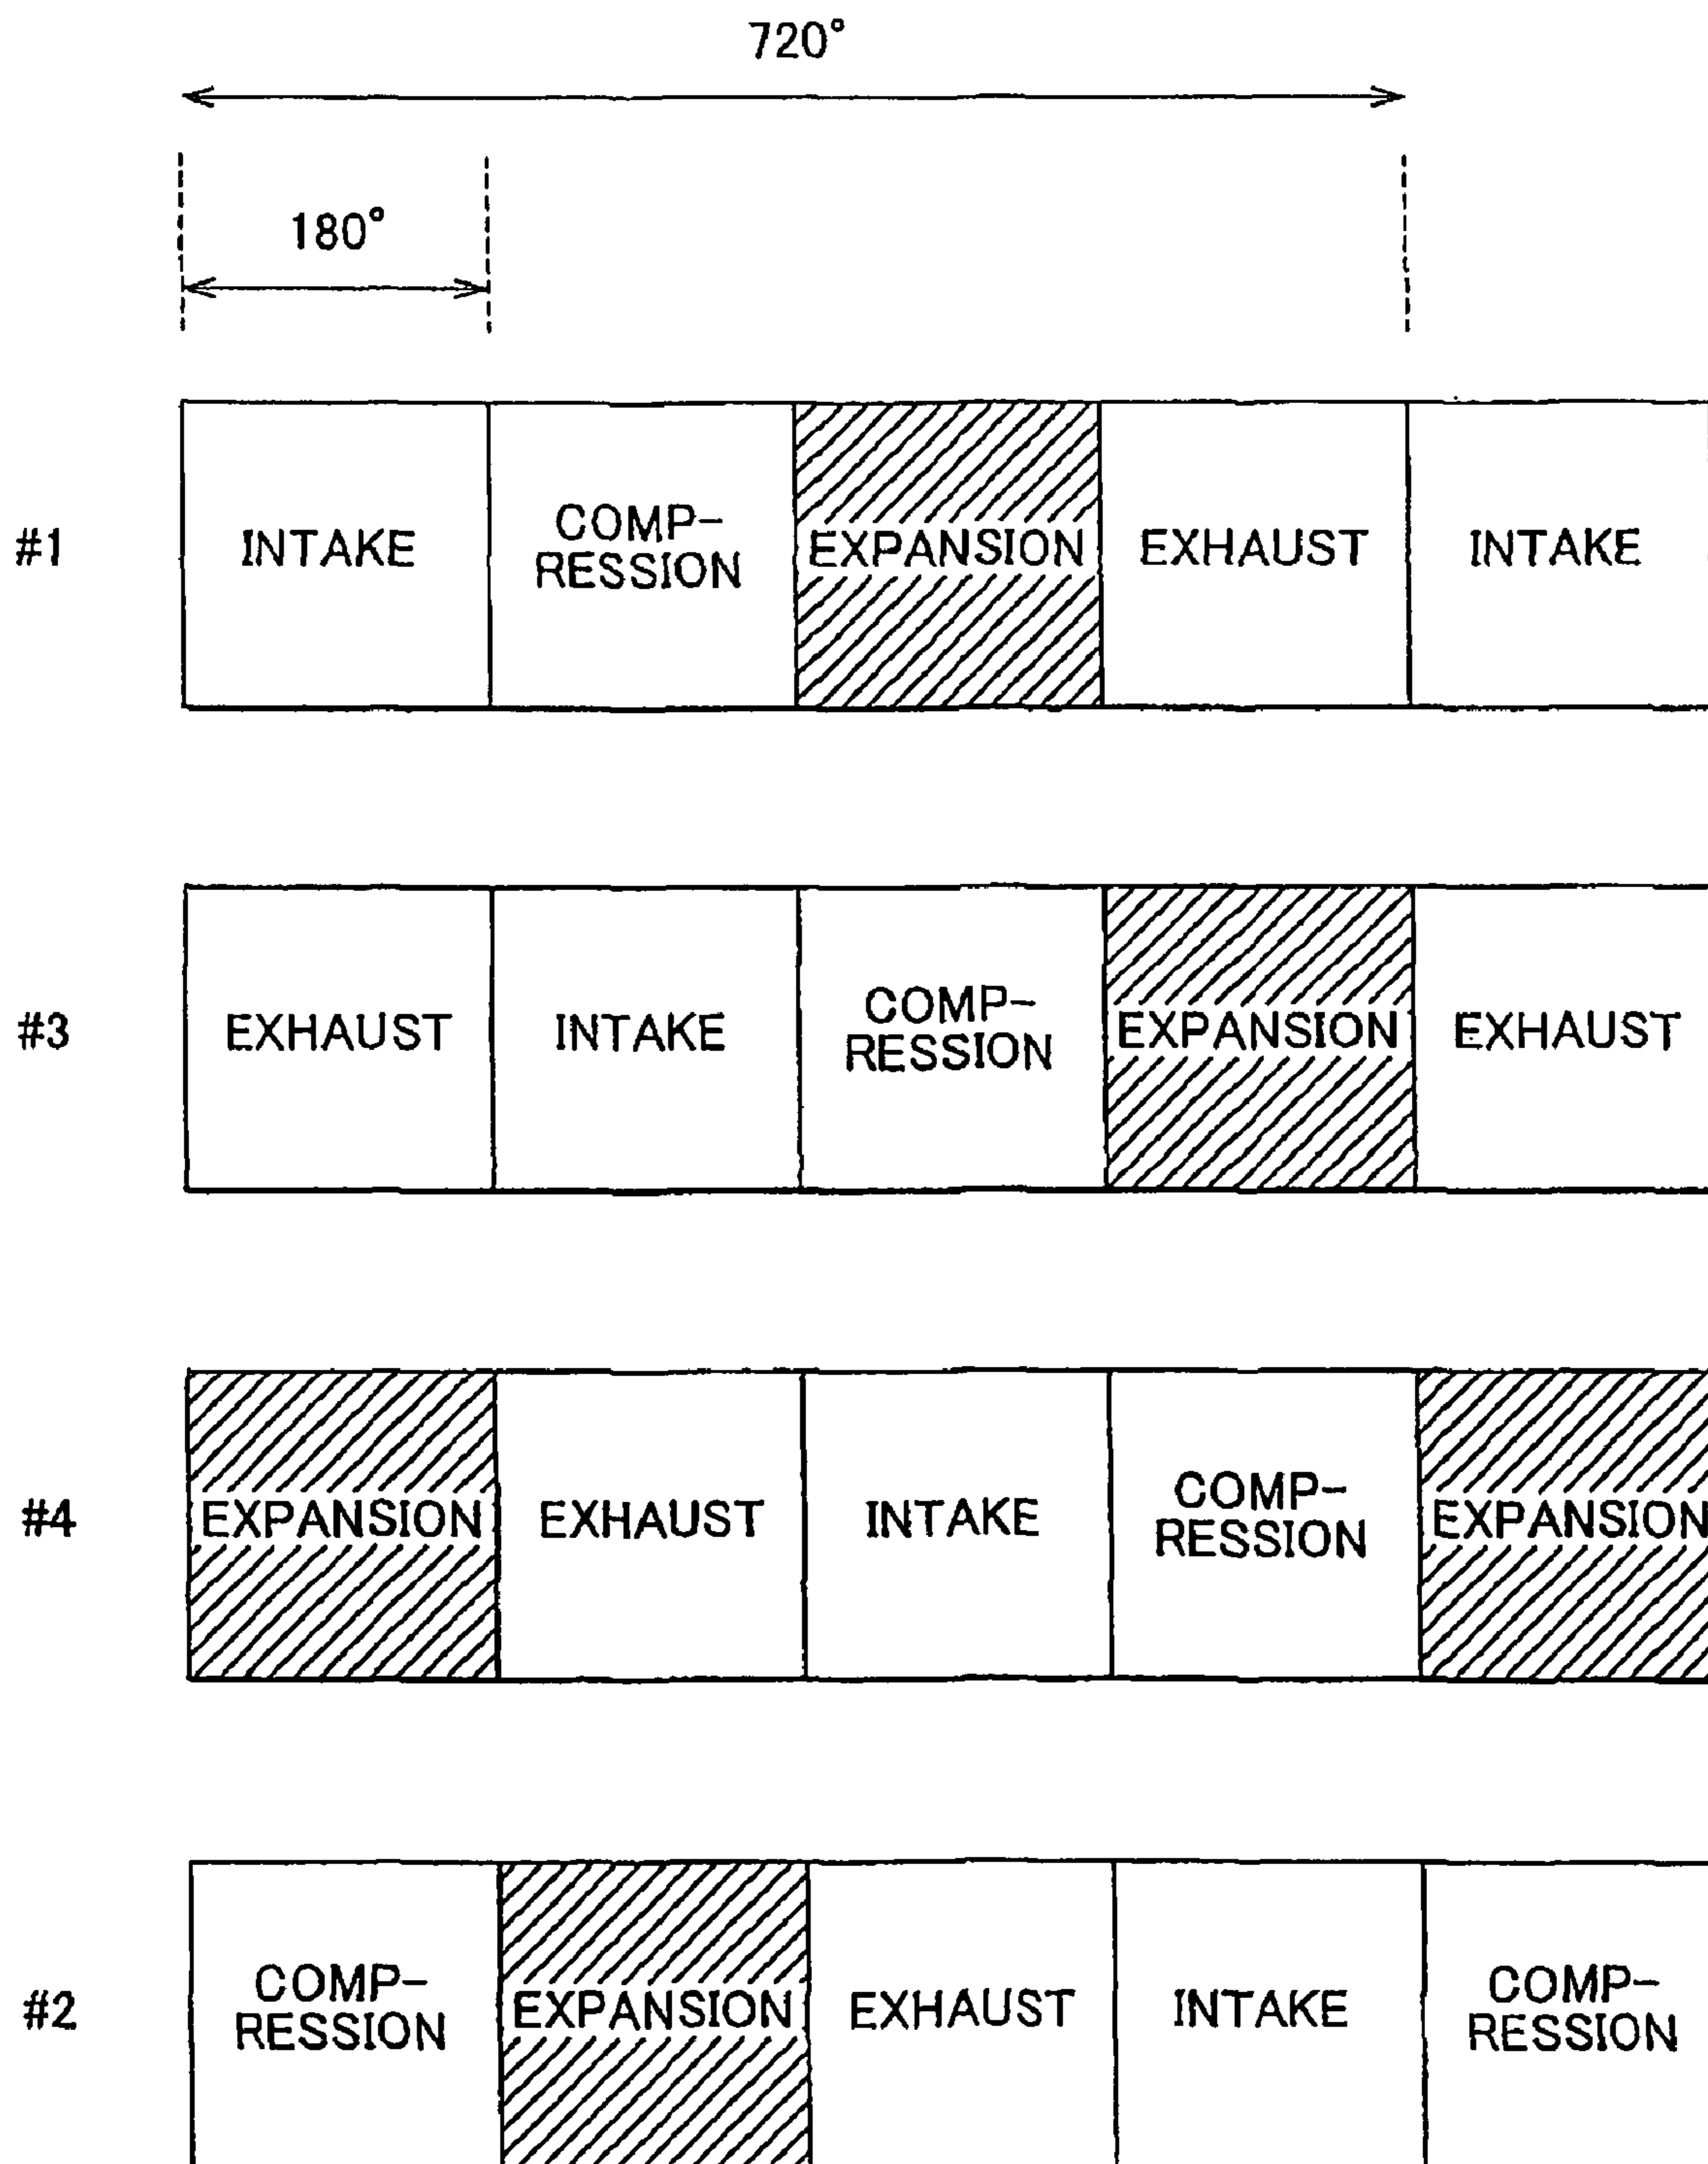 720°
180°
#1 INTAKE COMP-RESSION EXPANSION EXHAUST INTAKE
#3 EXHAUST INTAKE COMP-RESSION EXPANSION EXHAUST
#4 EXPANSION EXHAUST INTAKE COMP-RESSION EXPANSION
#2 COMP-RESSION EXPANSION EXHAUST INTAKE COMP-RESSION